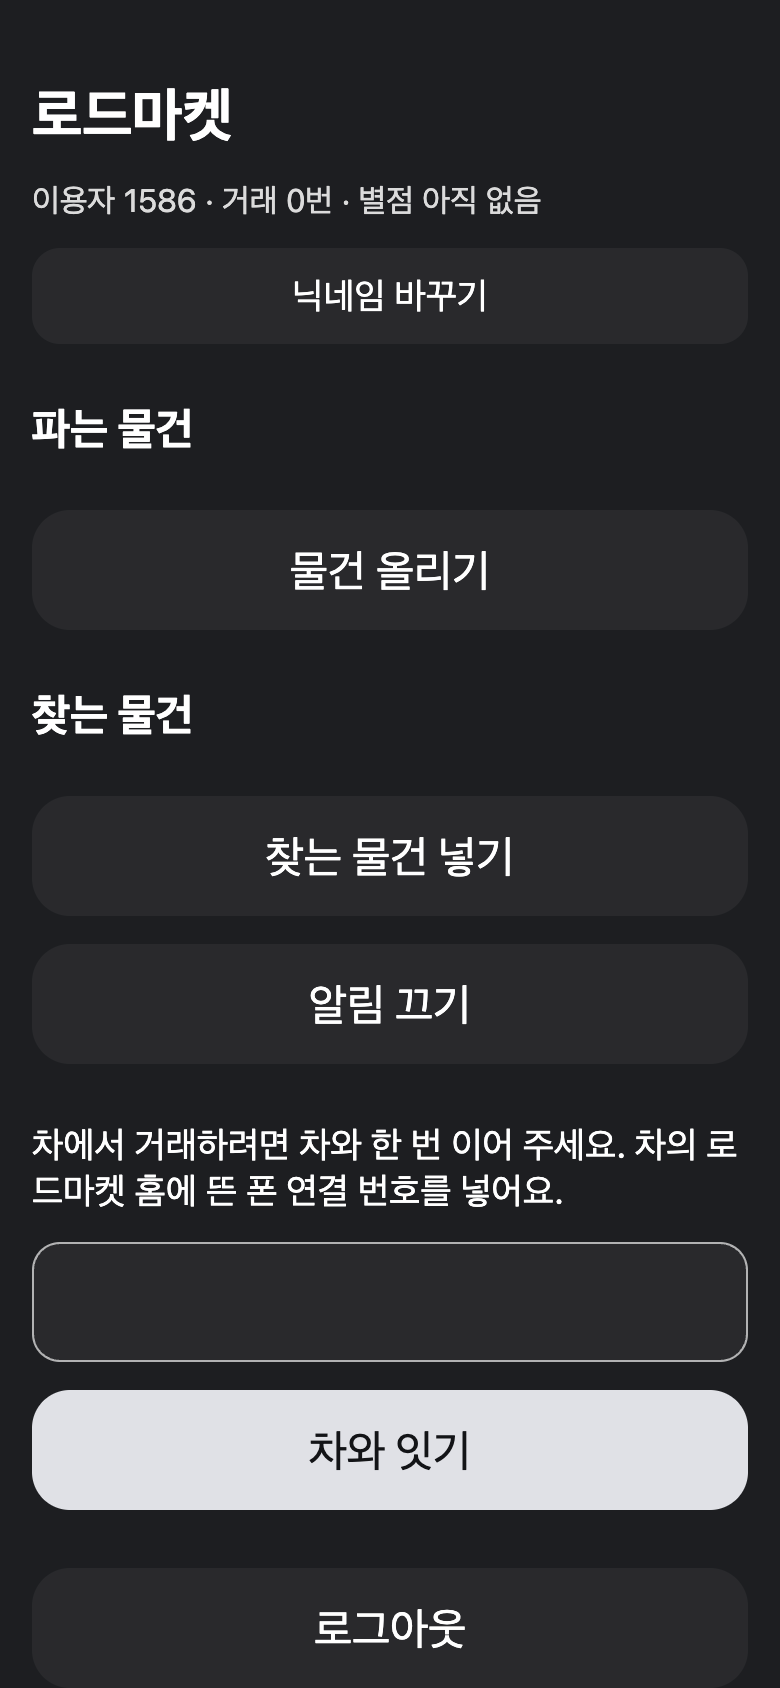 로드마켓
이용자 1586 · 거래 0번 · 별점 아직 없음
닉네임 바꾸기
파는 물건
물건 올리기
찾는 물건
찾는 물건 넣기
알림 끄기
차에서 거래하려면 차와 한 번 이어 주세요. 차의 로
드마켓 홈에 뜬 폰 연결 번호를 넣어요.
차와 잇기
로그아웃